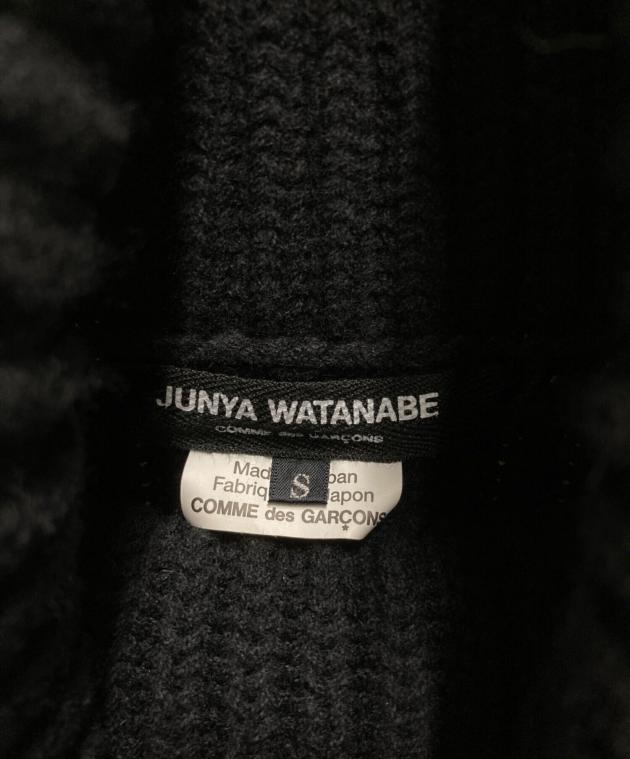 JUNYA WATANABE
COMME des GARÇONS
Mad pan
S
Fabriq apon
COMME des GARÇONS